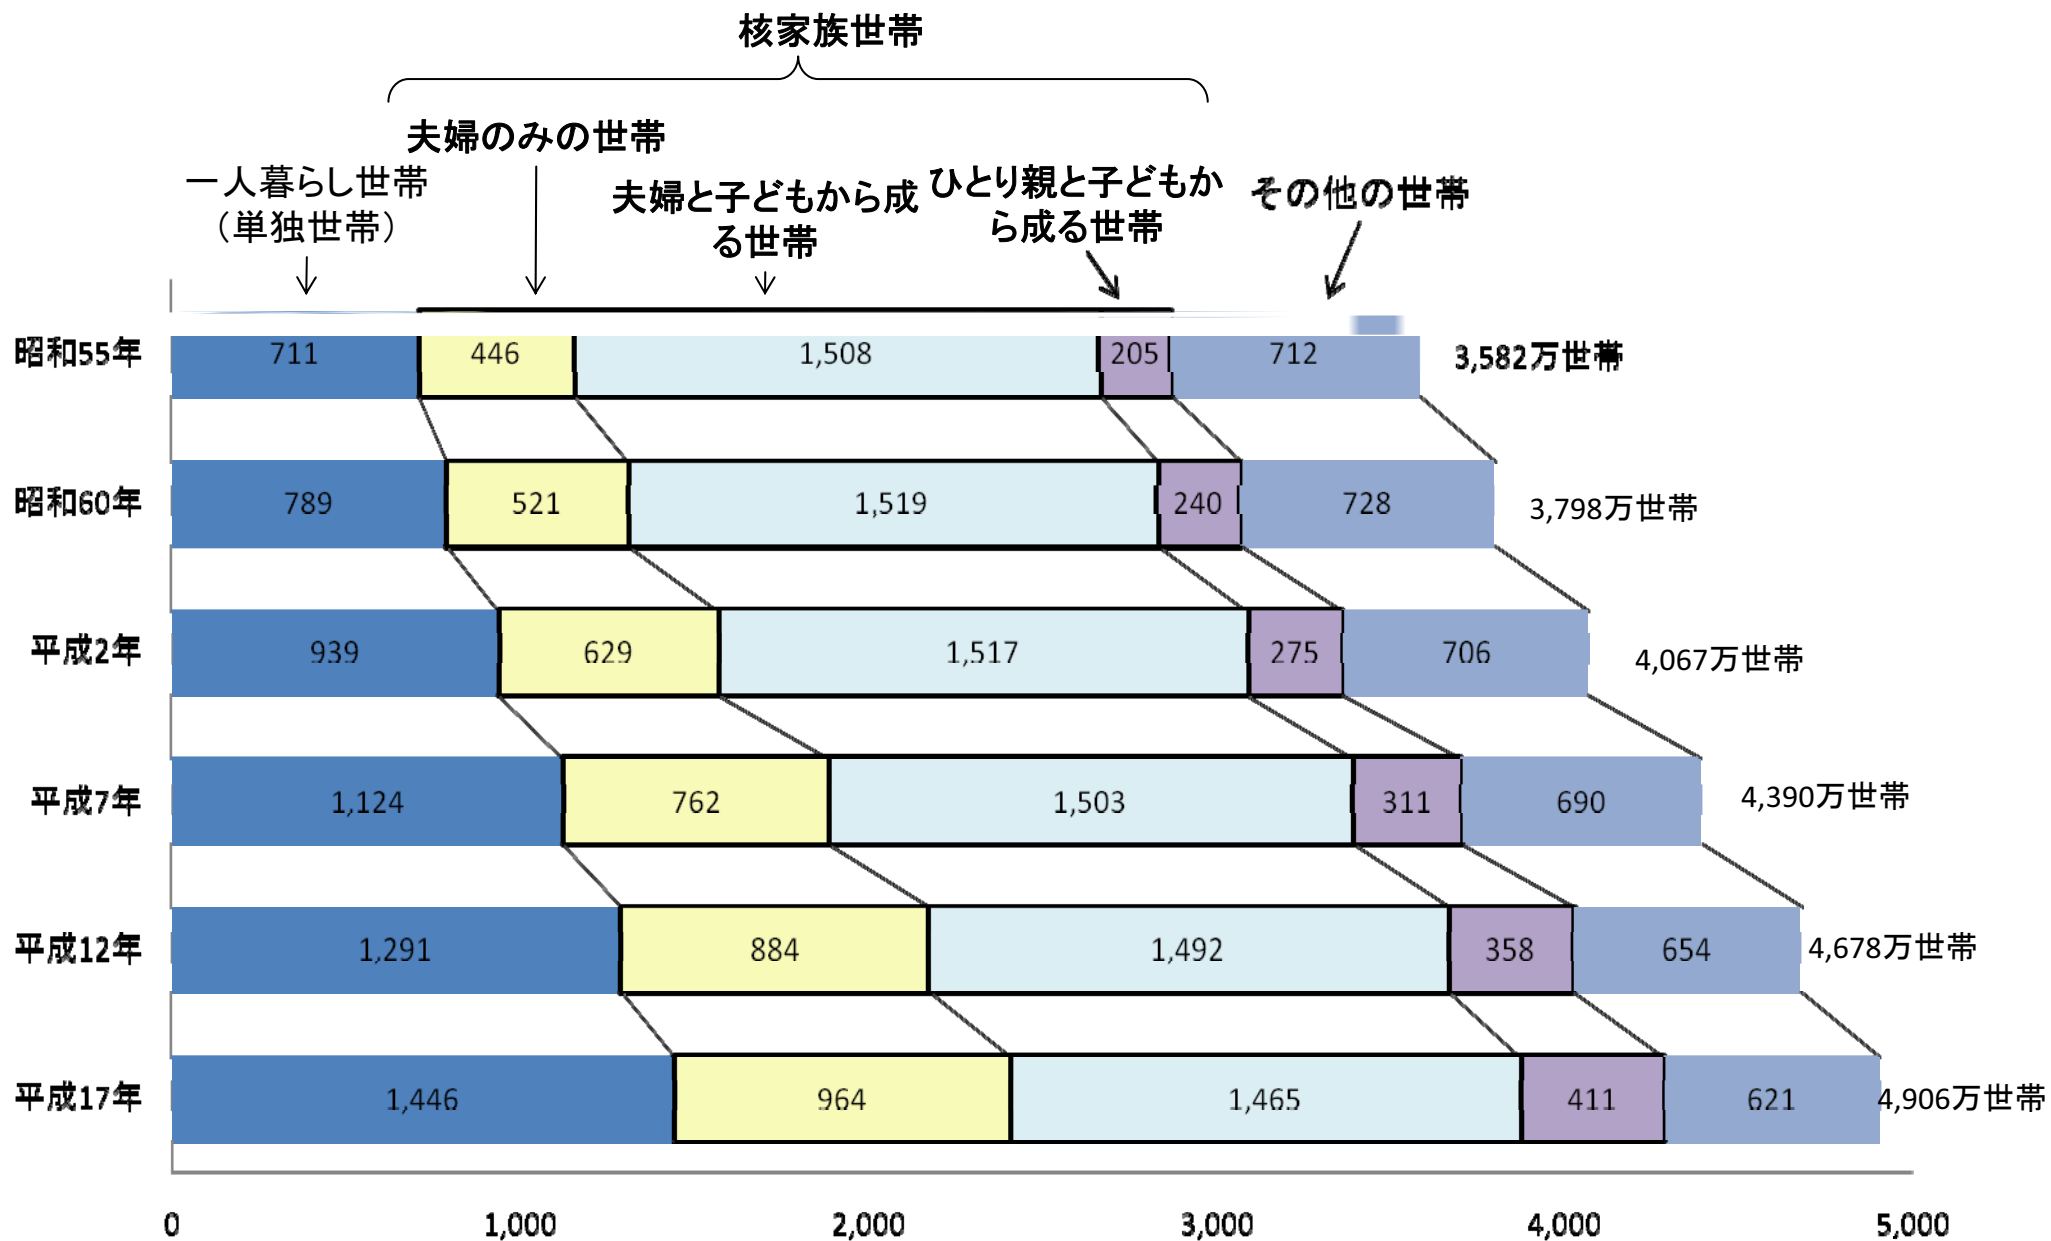 核家族世帯
夫婦のみの世帯
一人暮らし世帯
（単独世帯）
夫婦と子どもから成
る世帯
ひとり親と子どもか
ら成る世帯
その他の世帯
昭和55年 711 446 1,508 205 712 3,582万世帯
昭和60年 789 521 1,519 240 728 3,798万世帯
平成2年 939 629 1,517 275 706 4,067万世帯
平成7年 1,124 762 1,503 311 690 4,390万世帯
平成12年 1,291 884 1,492 358 654 4,678万世帯
平成17年 1,446 964 1,465 411 621 4,906万世帯
0 1,000 2,000 3,000 4,000 5,000